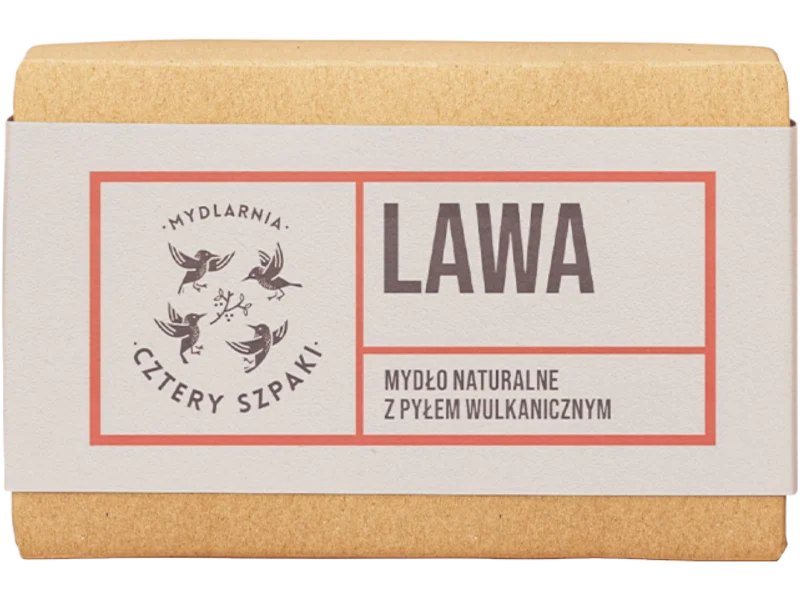 ·MYDLARNIA·
·CZTERY SZPAKI·
LAWA
MYDŁO NATURALNE
Z PYŁEM WULKANICZNYM